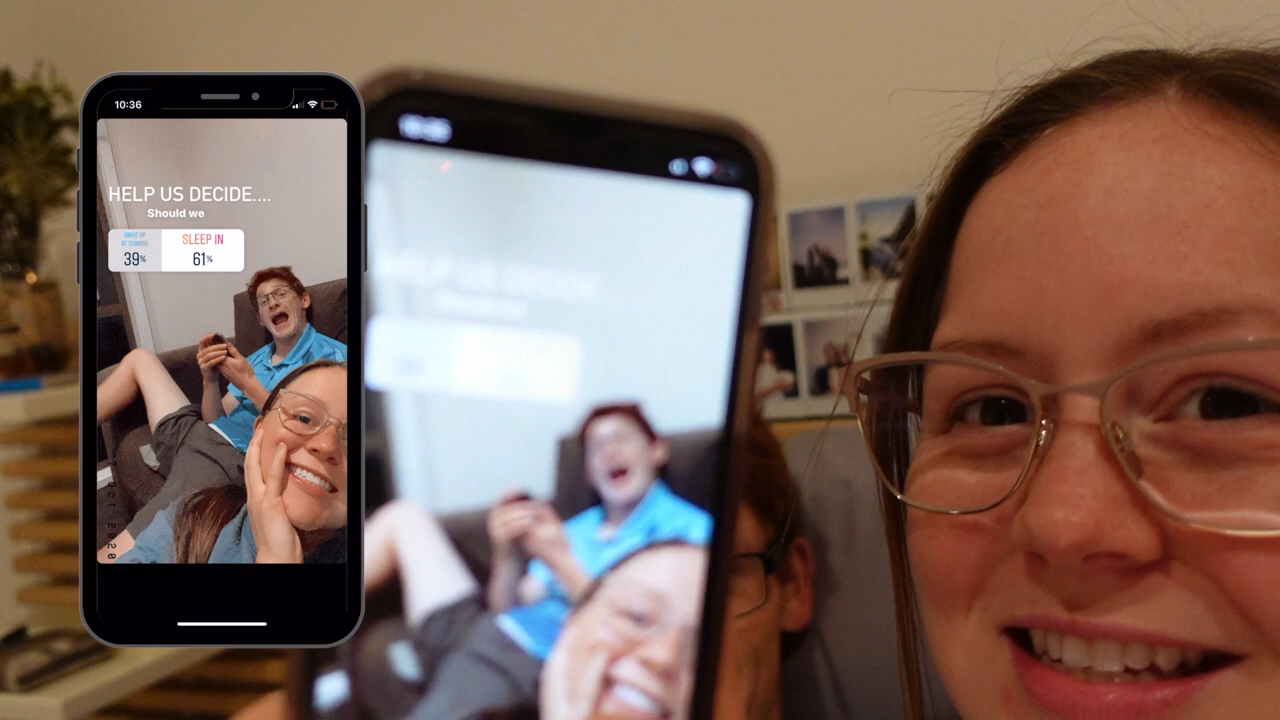 10:36
HELP US DECIDE....
Should we
WAKE UP
AT SUNRISE
SLEEP IN
39%
61%